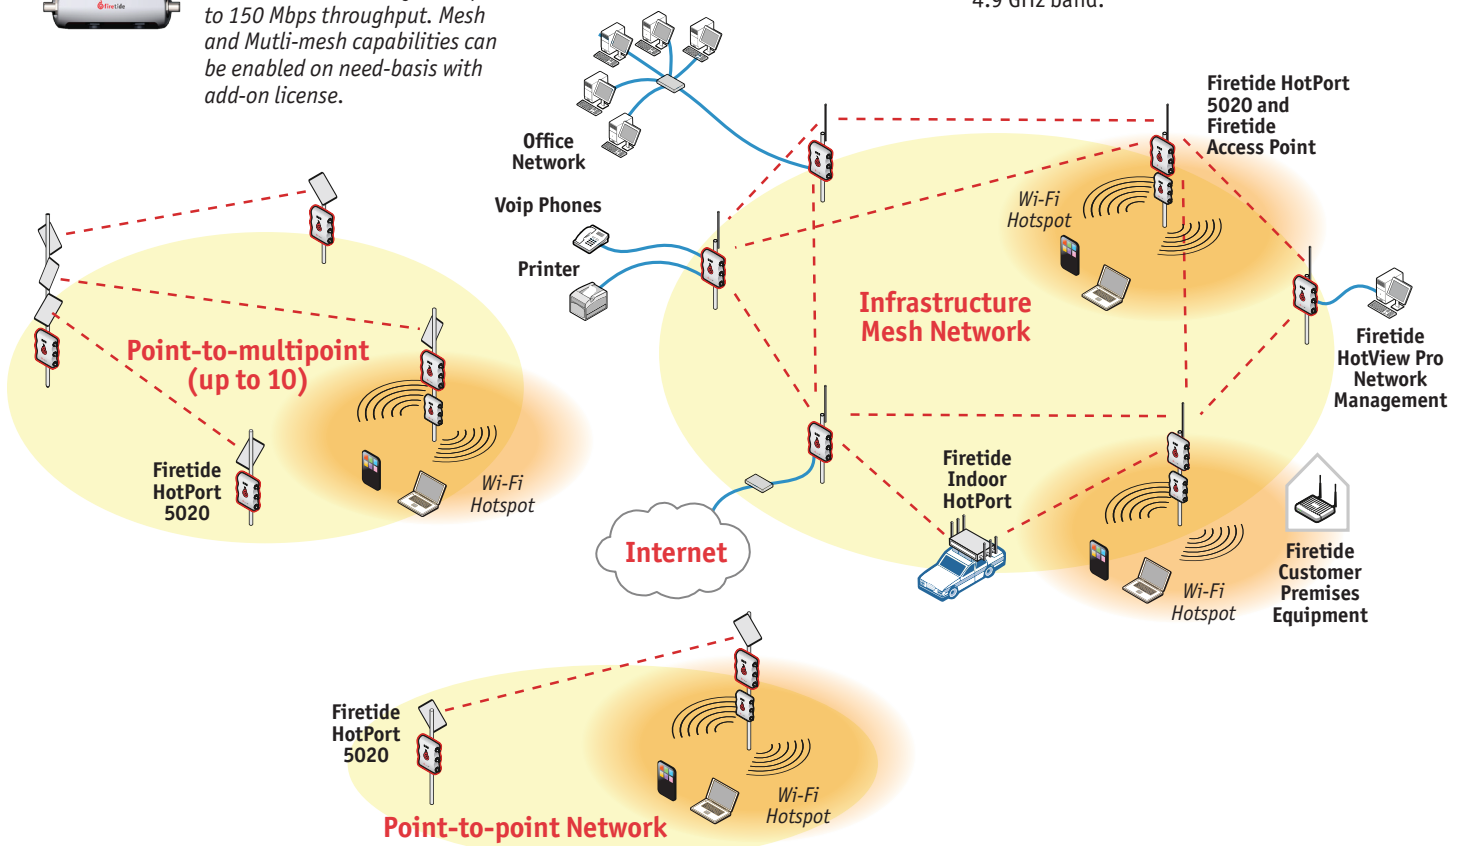 firetide
to 150 Mbps throughput. Mesh
and Mutli-mesh capabilities can
be enabled on need-basis with
add-on license.
4.9 GHz band.
Office
Network
Voip Phones
Printer
Firetide HotPort
5020 and
Firetide
Access Point
Wi-Fi
Hotspot
Infrastructure
Mesh Network
Firetide
HotView Pro
Network
Management
Point-to-multipoint
(up to 10)
Firetide
HotPort
5020
Wi-Fi
Hotspot
Firetide
Indoor
HotPort
Internet
Wi-Fi
Hotspot
Firetide
Customer
Premises
Equipment
Firetide
HotPort
5020
Wi-Fi
Hotspot
Point-to-point Network